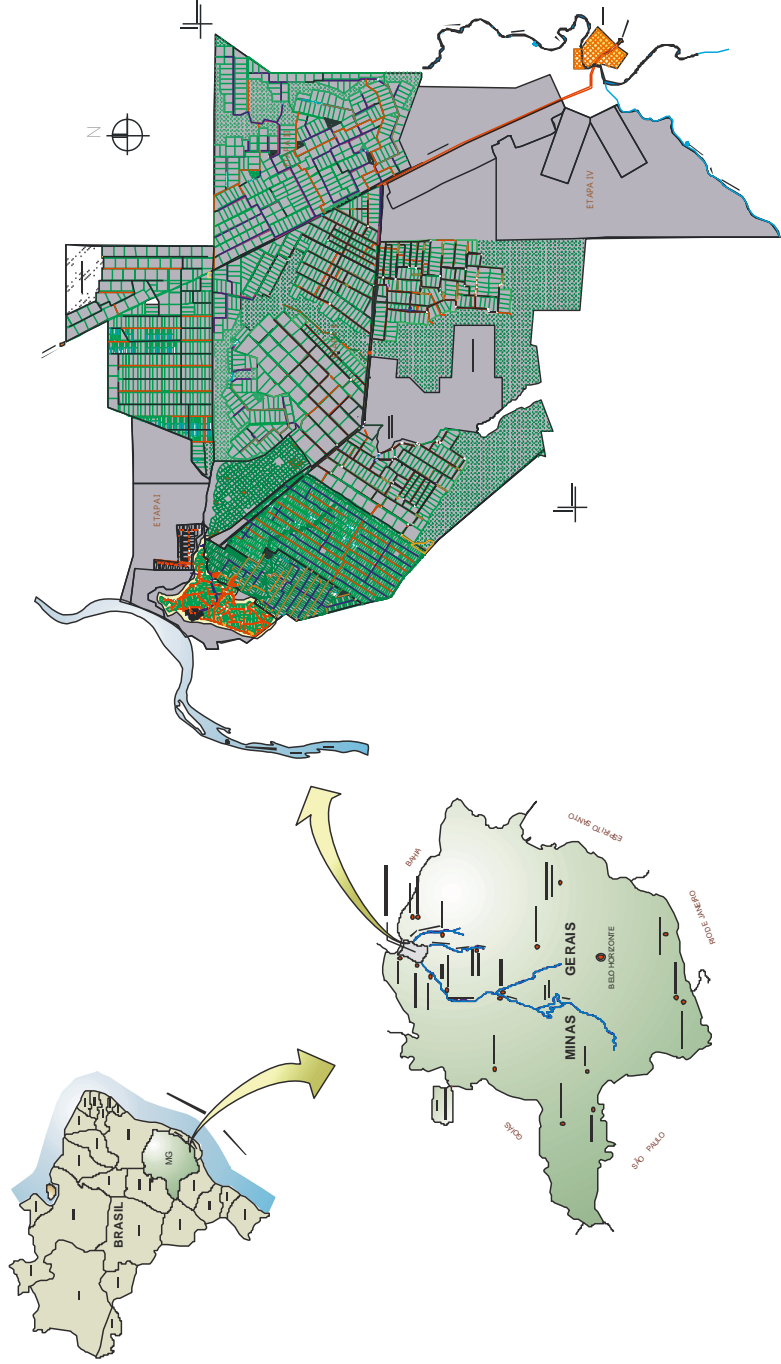 N
ETAPA IV
ETAPA I
BAHIA
ESPIRITO SANTO
RIO DE JANEIRO
MINAS GERAIS
BELO HORIZONTE
GOIÁS
SÃO PAULO
BRASIL
MG